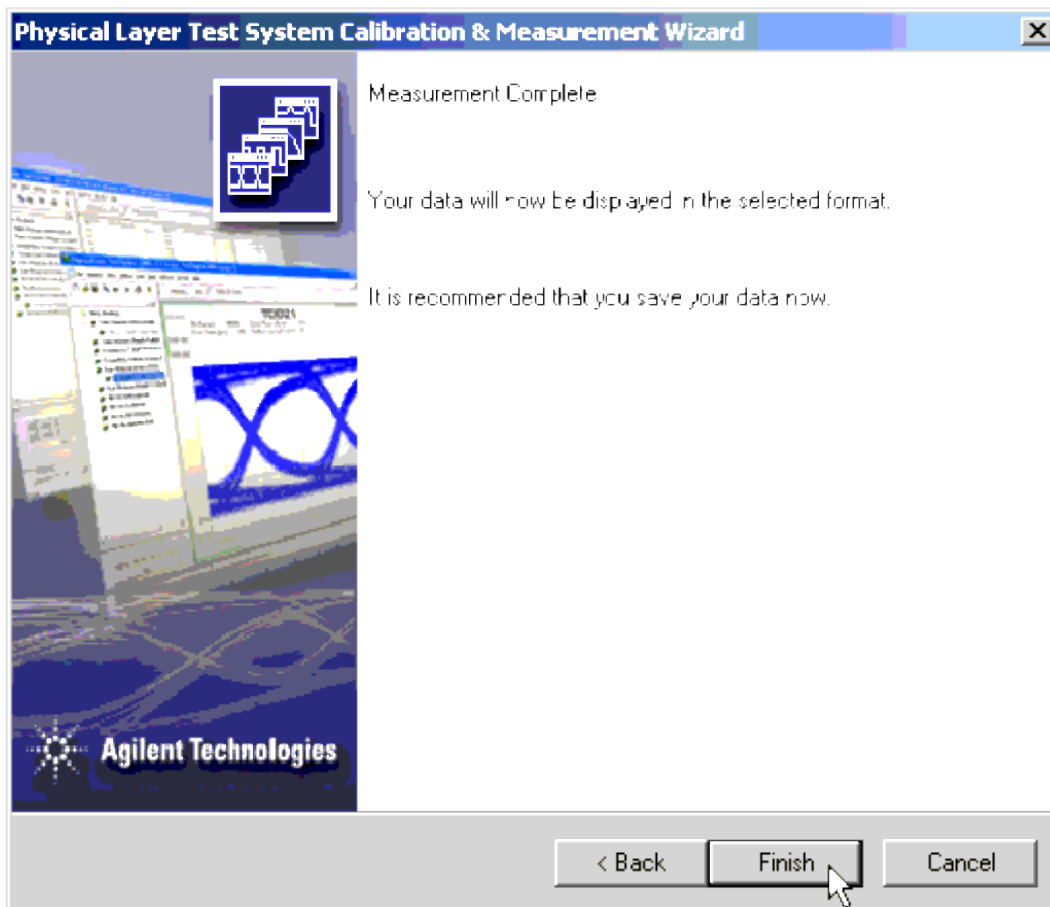 Physical Layer Test System Calibration & Measurement Wizard
Measurement Complete
Your data will now be displayed in the selected format.
It is recommended that you save your data now.
Agilent Technologies
< Back
Finish
Cancel